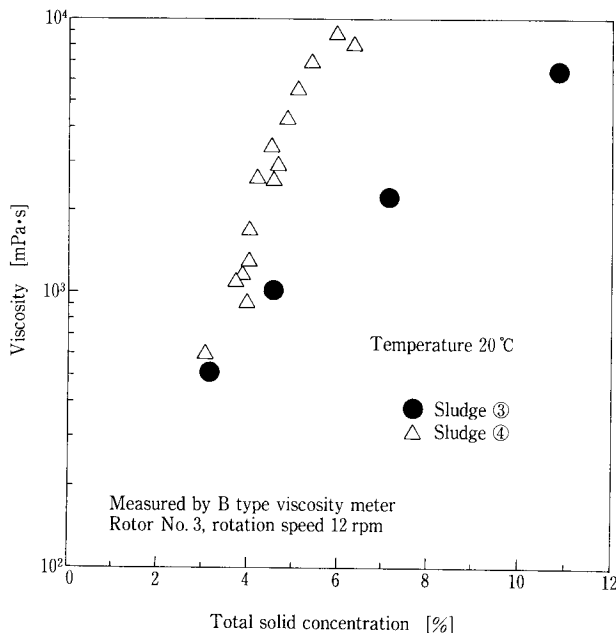 10⁴
10³
10²
Viscosity [mPa•s]
Temperature 20℃
● Sludge ③
△ Sludge ④
Measured by B type viscosity meter
Rotor No. 3, rotation speed 12 rpm
0 2 4 6 8 10 12
Total solid concentration [%]